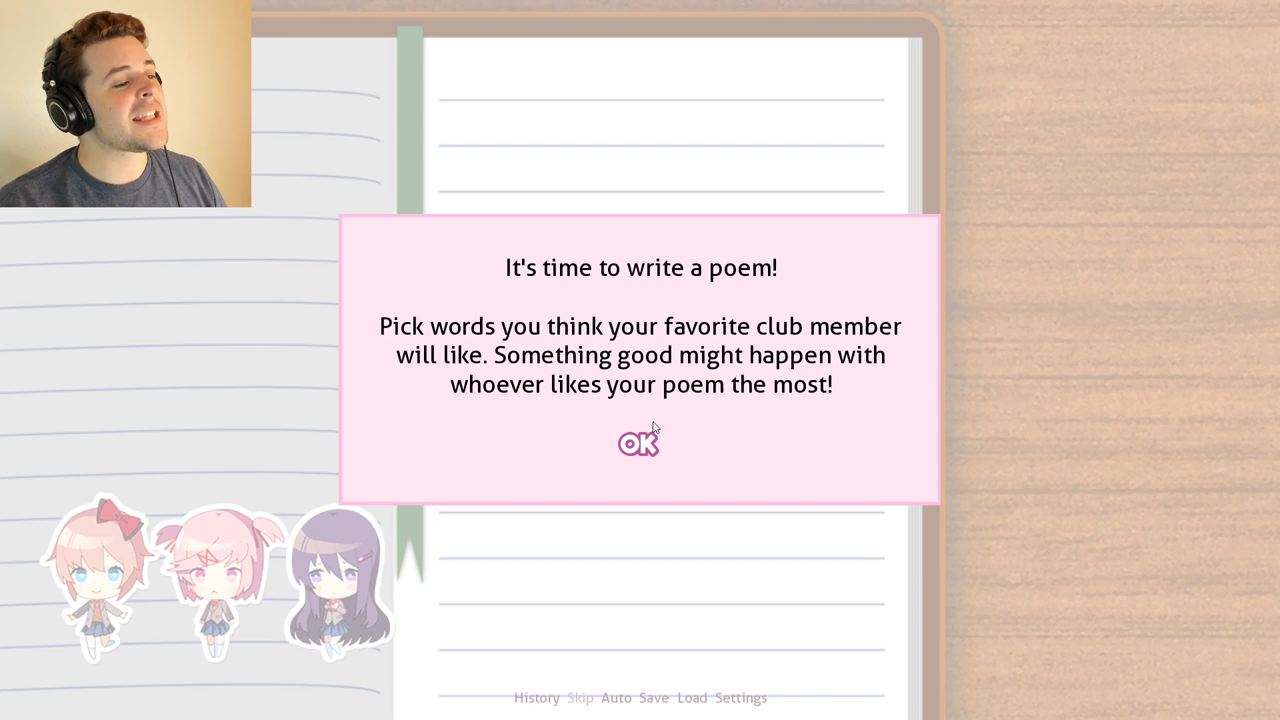 It's time to write a poem!
Pick words you think your favorite club member
will like. Something good might happen with
whoever likes your poem the most!
OK
History Skip Auto Save Load Settings